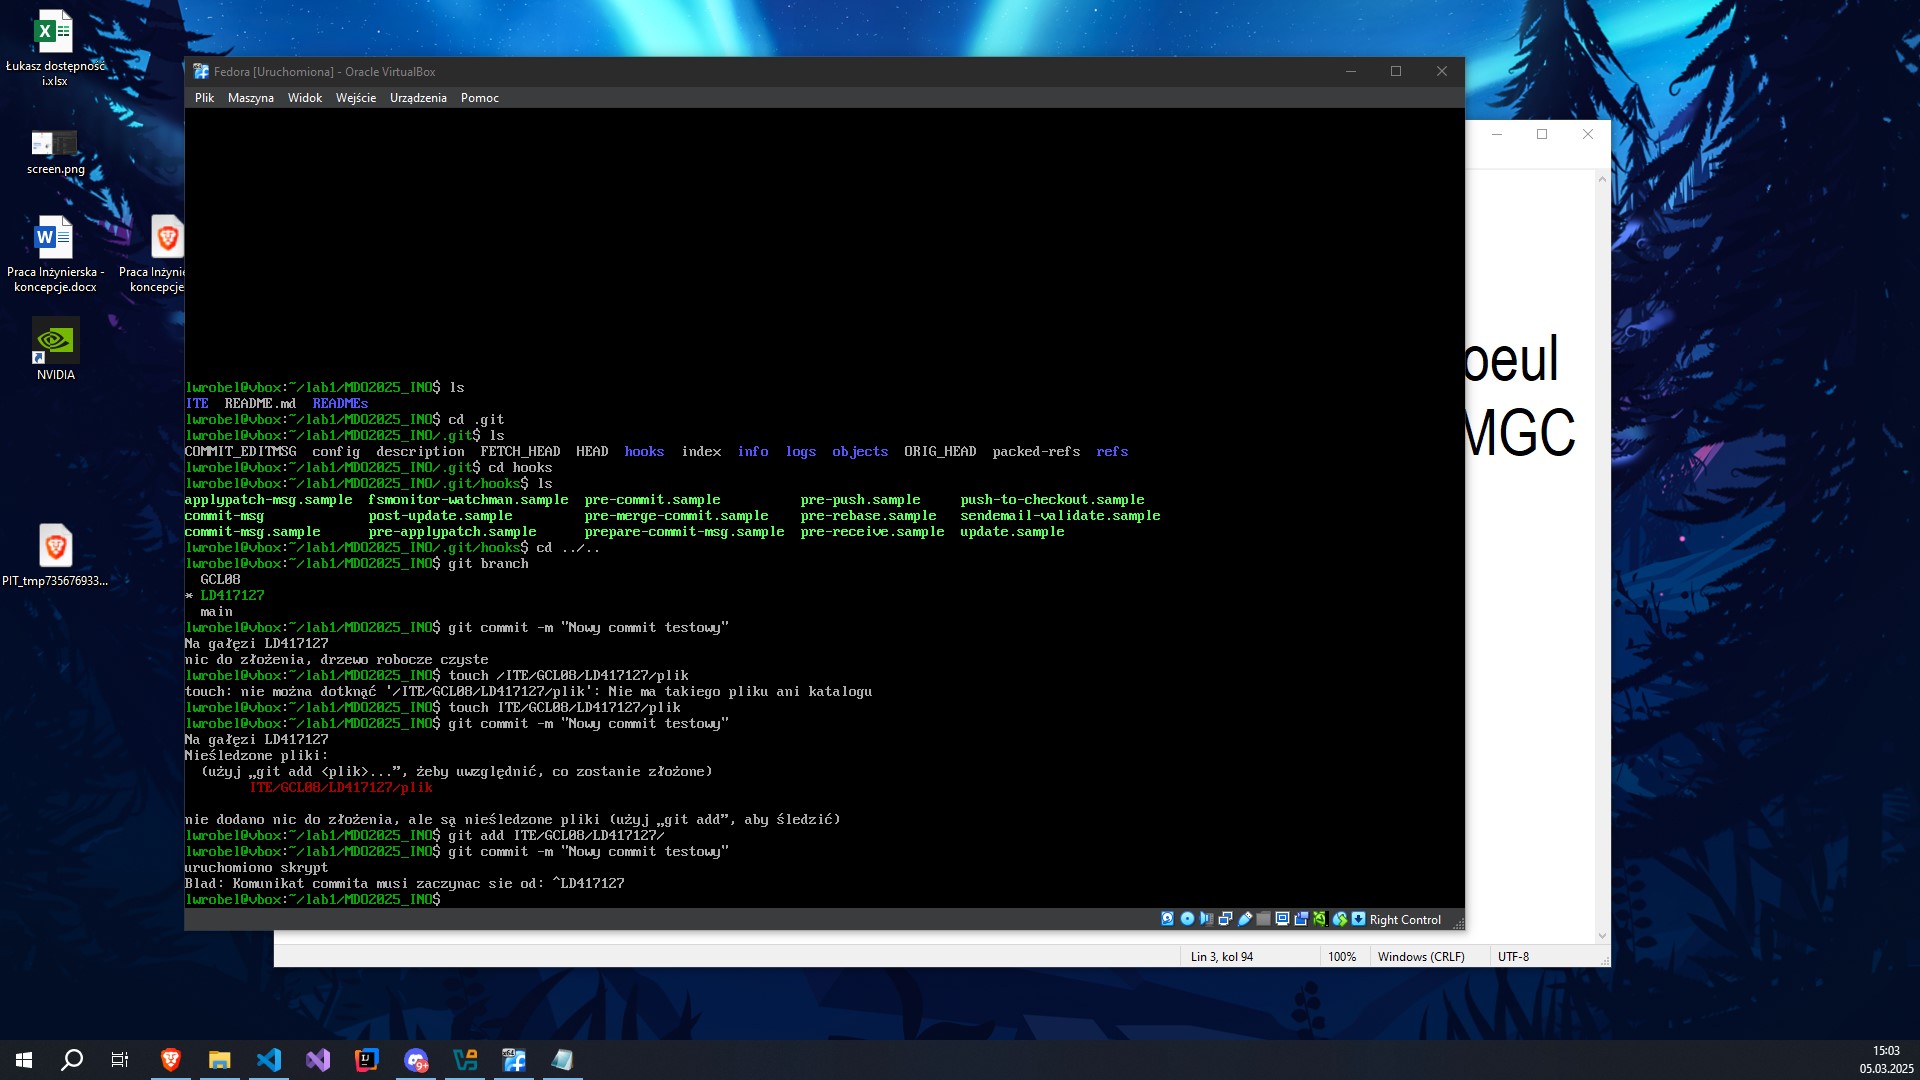 Łukasz dostępność
i.xlsx
screen.png
Praca Inżynierska -
koncepcje.docx
Praca Inżynie
koncepcje
NVIDIA
PIT_tmp735676933...
Fedora [Uruchomiona] - Oracle VirtualBox
Plik Maszyna Widok Wejście Urządzenia Pomoc
lwrobel@vbox:~/lab1/MDO2025_INO$ ls
ITE README.md READMEs
lwrobel@vbox:~/lab1/MDO2025_INO$ cd .git
lwrobel@vbox:~/lab1/MDO2025_INO/.git$ ls
COMMIT_EDITMSG config description FETCH_HEAD HEAD hooks index info logs objects ORIG_HEAD packed-refs refs
lwrobel@vbox:~/lab1/MDO2025_INO/.git$ cd hooks
lwrobel@vbox:~/lab1/MDO2025_INO/.git/hooks$ ls
applypatch-msg.sample fsmonitor-watchman.sample pre-commit.sample pre-push.sample push-to-checkout.sample
commit-msg post-update.sample pre-merge-commit.sample pre-rebase.sample sendemail-validate.sample
commit-msg.sample pre-applypatch.sample prepare-commit-msg.sample pre-receive.sample update.sample
lwrobel@vbox:~/lab1/MDO2025_INO/.git/hooks$ cd ../..
lwrobel@vbox:~/lab1/MDO2025_INO$ git branch
GCL08
* LD417127
main
lwrobel@vbox:~/lab1/MDO2025_INO$ git commit -m "Nowy commit testowy"
Na gałęzi LD417127
nic do złożenia, drzewo robocze czyste
lwrobel@vbox:~/lab1/MDO2025_INO$ touch /ITE/GCL08/LD417127/plik
touch: nie można dotknąć '/ITE/GCL08/LD417127/plik': Nie ma takiego pliku ani katalogu
lwrobel@vbox:~/lab1/MDO2025_INO$ touch ITE/GCL08/LD417127/plik
lwrobel@vbox:~/lab1/MDO2025_INO$ git commit -m "Nowy commit testowy"
Na gałęzi LD417127
Nieśledzone pliki:
(użyj „git add <plik>...”, żeby uwzględnić, co zostanie złożone)
ITE/GCL08/LD417127/plik
nie dodano nic do złożenia, ale są nieśledzone pliki (użyj „git add”, aby śledzić)
lwrobel@vbox:~/lab1/MDO2025_INO$ git add ITE/GCL08/LD417127/
lwrobel@vbox:~/lab1/MDO2025_INO$ git commit -m "Nowy commit testowy"
uruchomiono skrypt
Blad: Komunikat commita musi zaczynac sie od: ^LD417127
lwrobel@vbox:~/lab1/MDO2025_INO$
Right Control
oeul
MGC
Lin 3, kol 94 100% Windows (CRLF) UTF-8
9+
15:03
05.03.2025